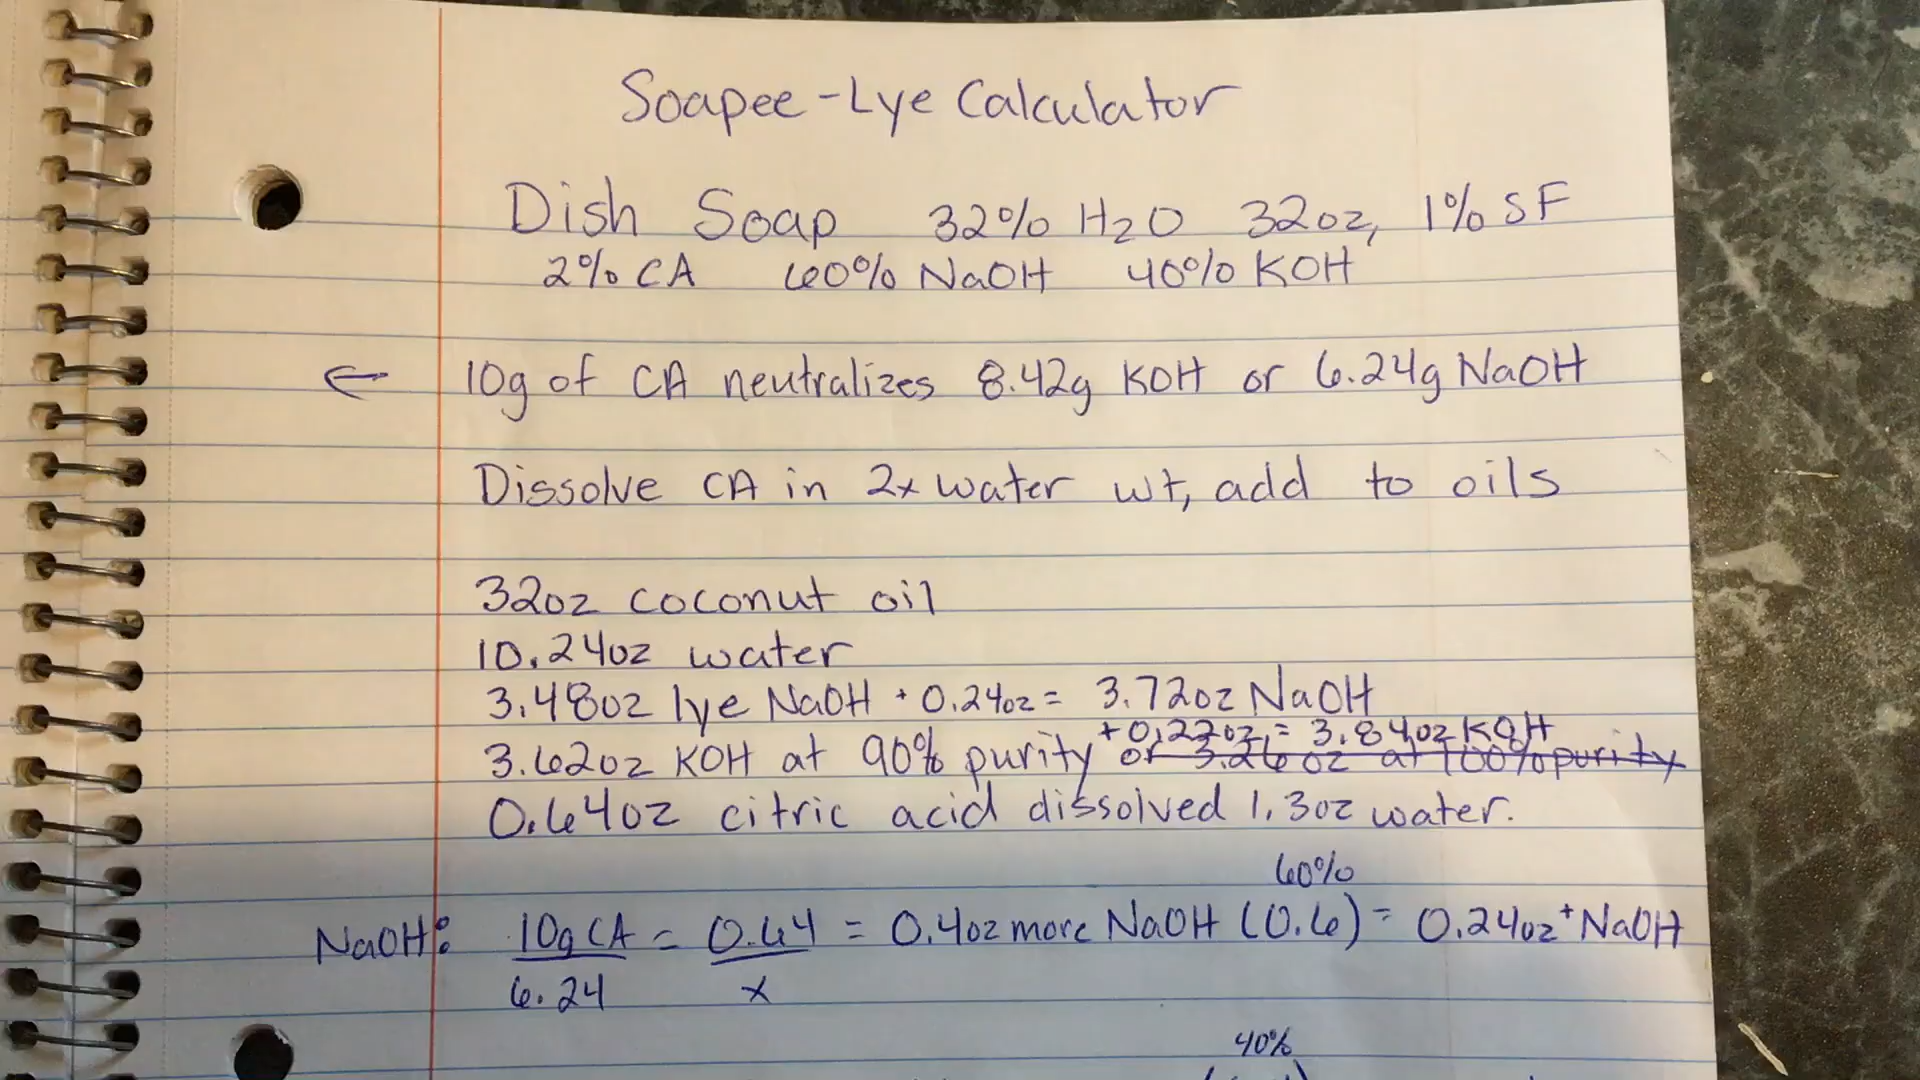 Soapee-Lye Calculator
Dish Soap 32% H2O 32oz, 1% SF
2% CA 60% NaOH 40% KOH
← 10g of CA neutralizes 8.42g KOH or 6.24g NaOH
Dissolve CA in 2x water wt, add to oils
32oz coconut oil
10.24oz water
3.48oz lye NaOH + 0.24oz = 3.72oz NaOH
+0.22oz = 3.84oz KOH
3.62oz KOH at 90% purity or 3.26oz at 100% purity
0.64oz citric acid dissolved 1.3oz water.
60%
NaOH: 10g CA = 0.64 = 0.4oz more NaOH (0.6) = 0.24oz + NaOH
6.24 x
40%